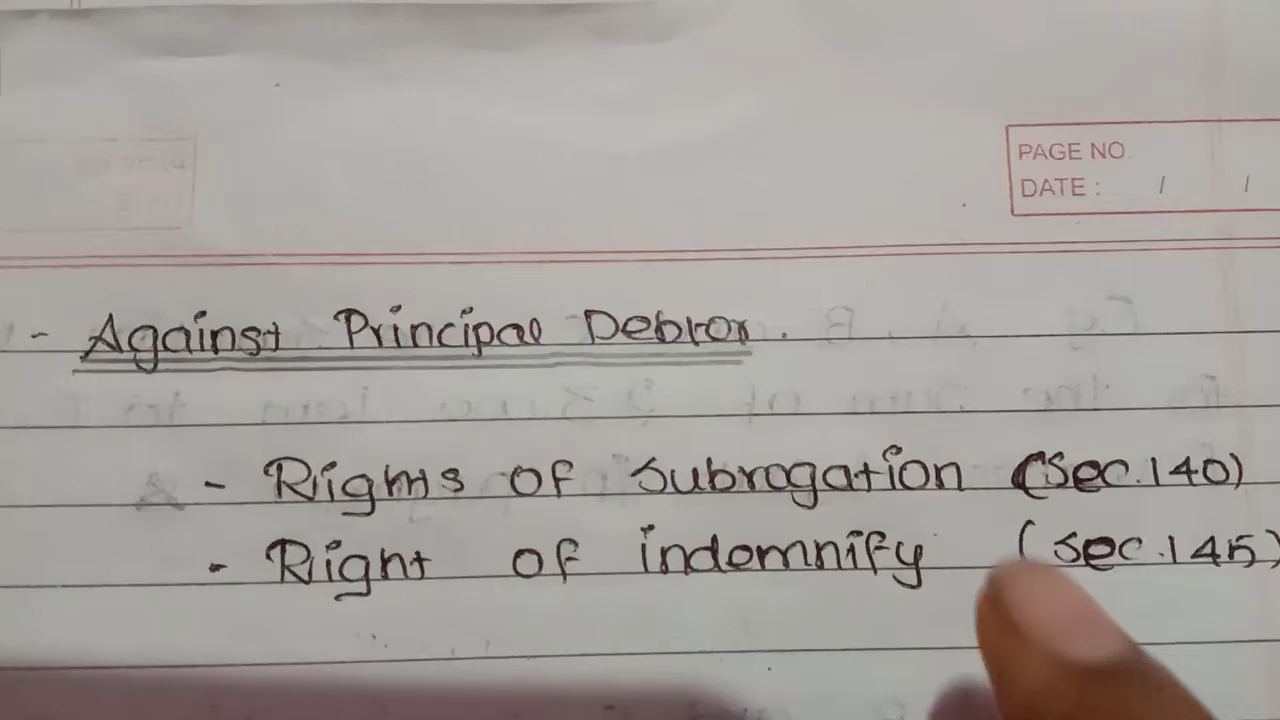 PAGE NO.
DATE : / /
- Against Principal Debtor.
- Rights of Subrogation (Sec.140)
- Right of indemnify (Sec.145)